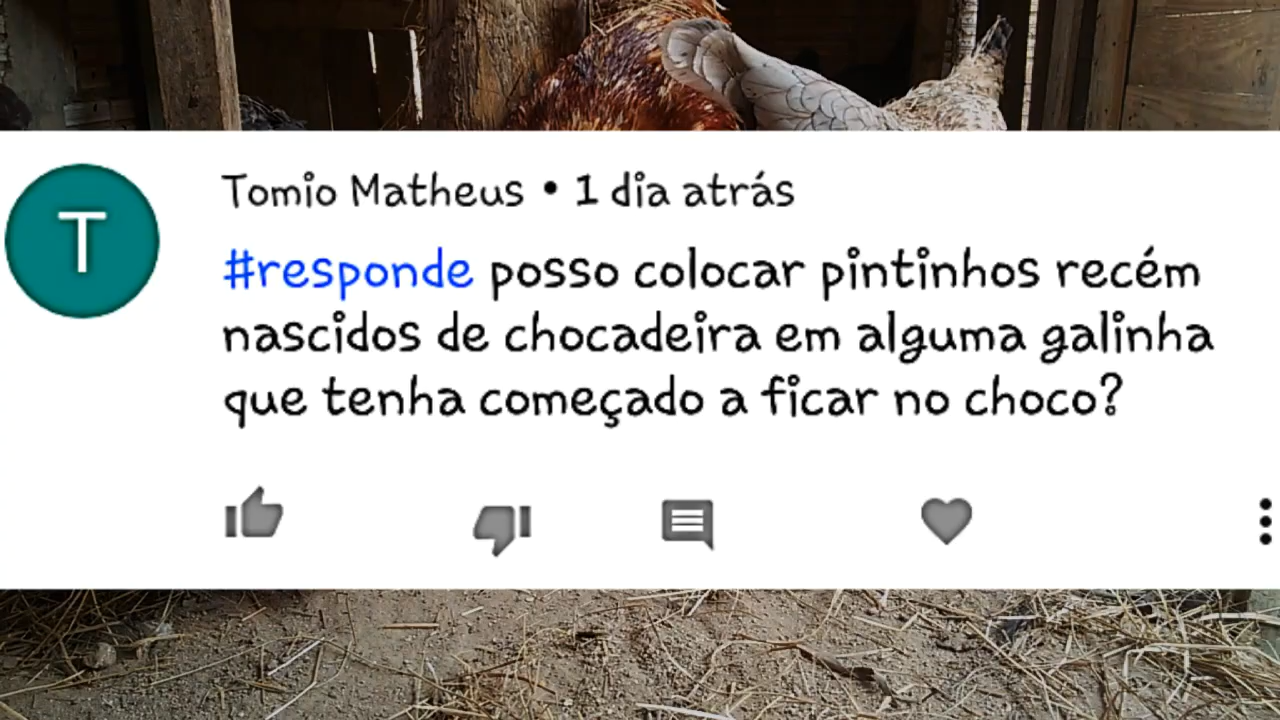 T
Tomio Matheus • 1 dia atrás
#responde posso colocar pintinhos recém
nascidos de chocadeira em alguma galinha
que tenha começado a ficar no choco?